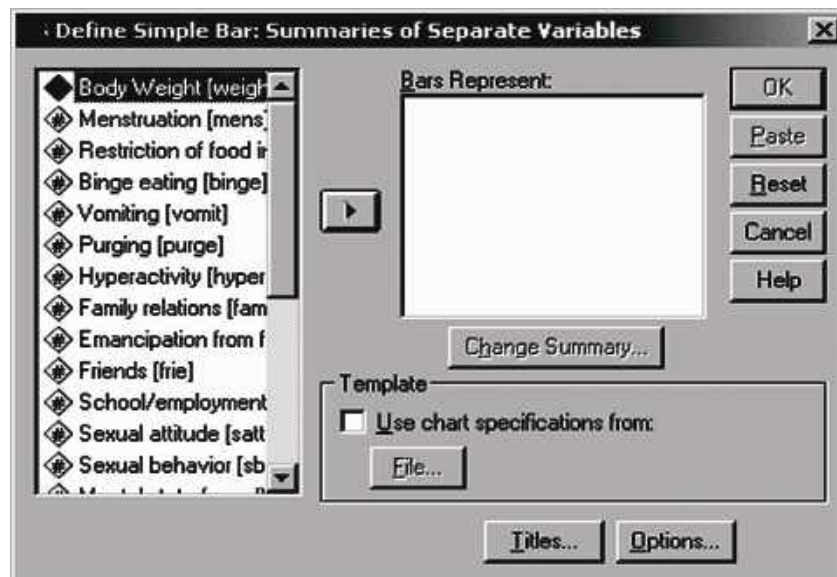 Define Simple Bar: Summaries of Separate Variables
Body Weight [weigh
Menstruation [mens]
Restriction of food in
Binge eating [binge]
Vomiting [vomit]
Purging [purge]
Hyperactivity [hyper
Family relations [fam
Emancipation from f
Friends [frie]
School/employment
Sexual attitude [satt
Sexual behavior [sb
Bars Represent:
OK
Paste
Reset
Cancel
Help
Change Summary...
Template
Use chart specifications from:
File...
Titles...
Options...